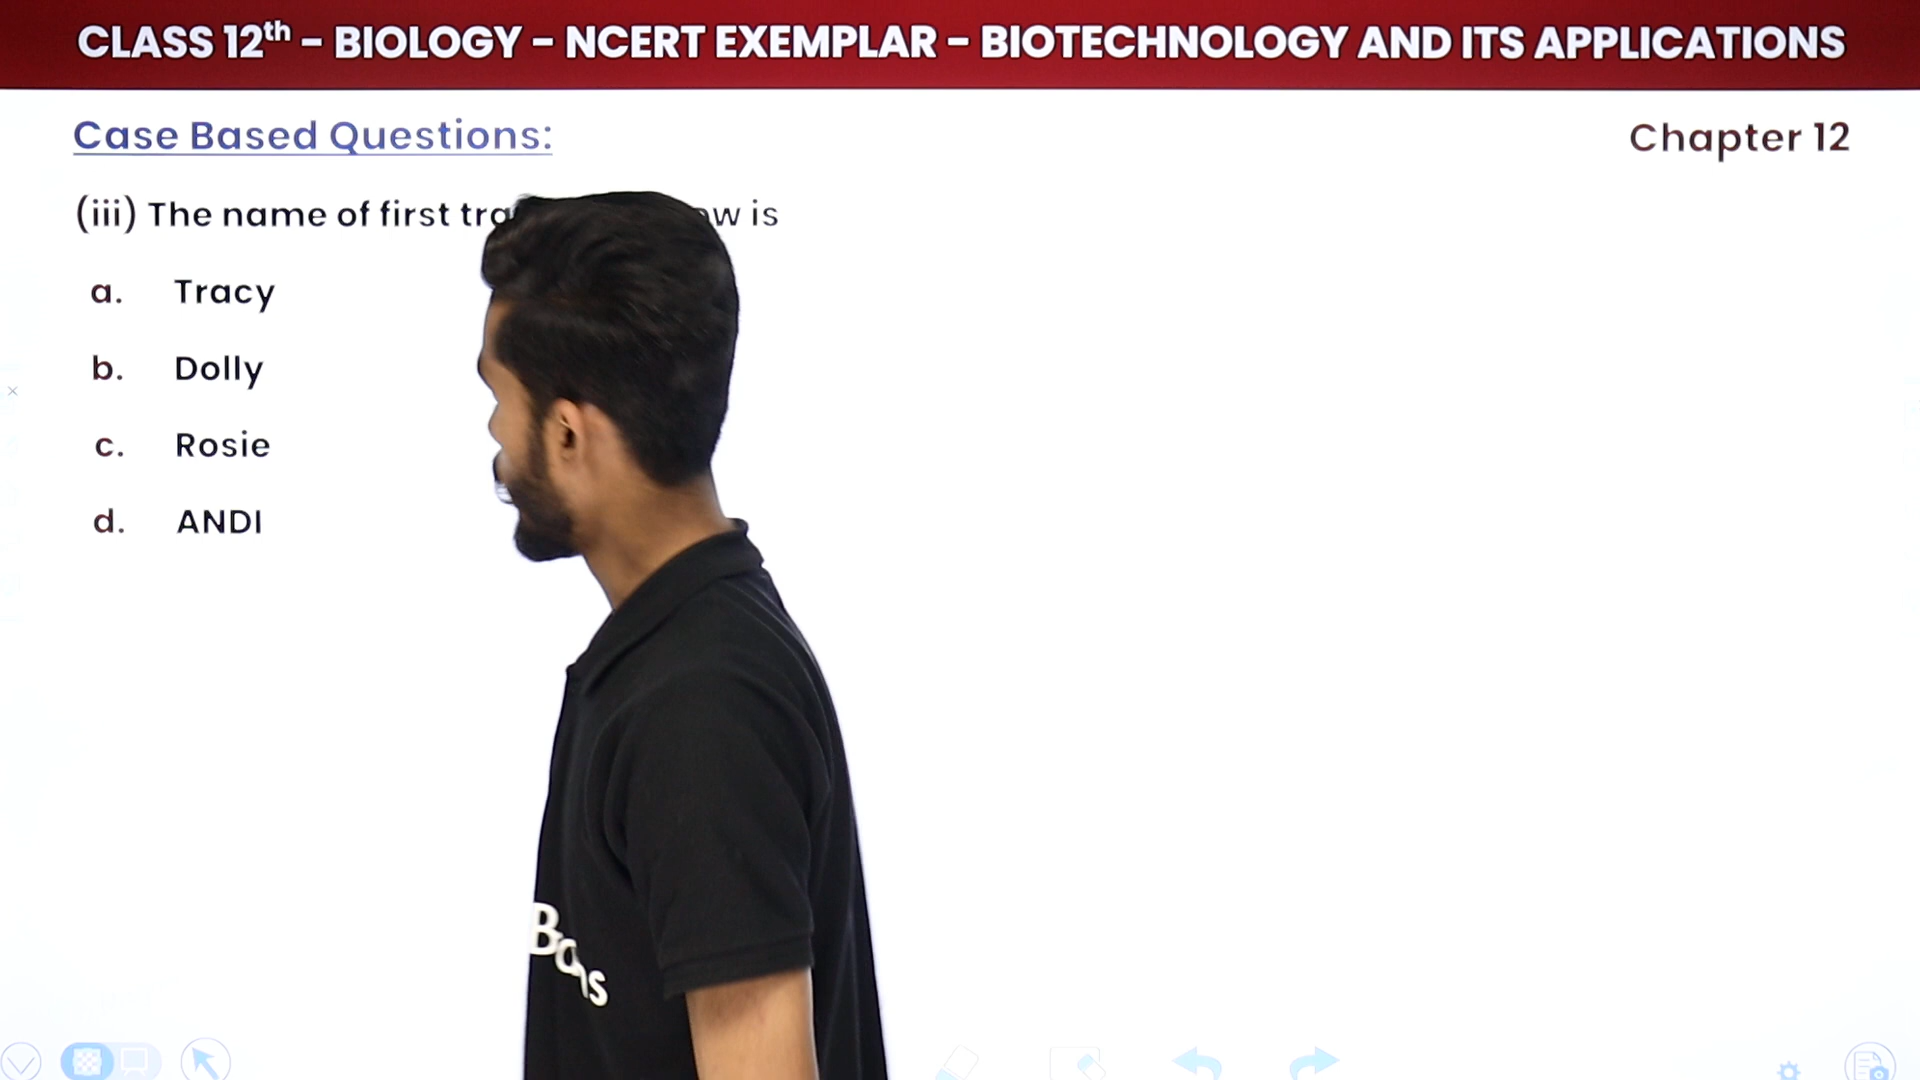 CLASS 12th - BIOLOGY - NCERT EXEMPLAR - BIOTECHNOLOGY AND ITS APPLICATIONS
Case Based Questions:
Chapter 12
(iii) The name of first is
a. Tracy
b. Dolly
c. Rosie
d. ANDI